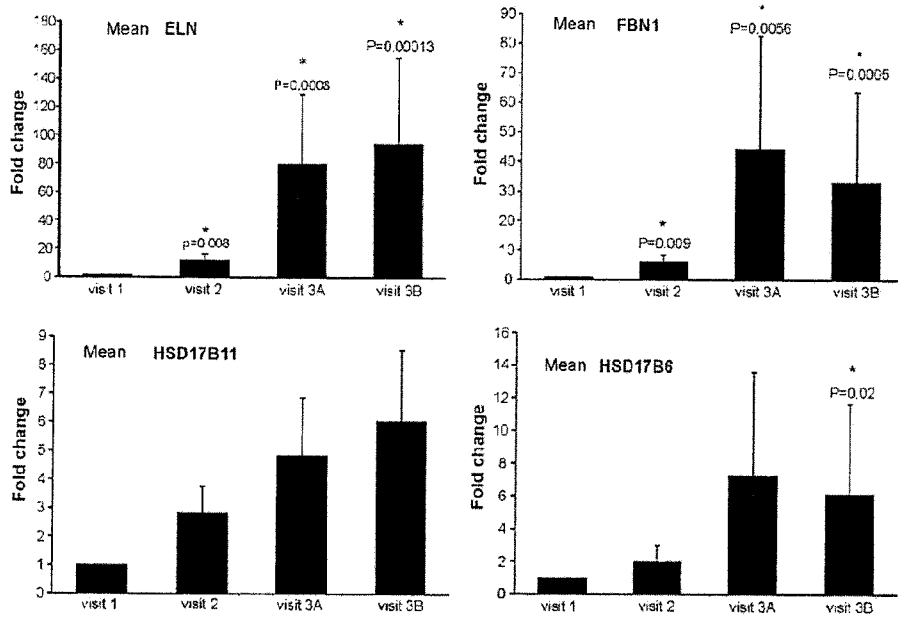 Mean ELN
Fold change
180
160
140
120
100
80
60
40
20
0
*
p=0.008
*
P=0.0008
*
P=0.00013
visit 1
visit 2
visit 3A
visit 3B
Mean FBN1
Fold change
90
80
70
60
50
40
30
20
10
0
*
P=0.009
*
P=0.0056
*
P=0.0005
visit 1
visit 2
visit 3A
visit 3B
Mean HSD17B11
Fold change
9
8
7
6
5
4
3
2
1
0
visit 1
visit 2
visit 3A
visit 3B
Mean HSD17B6
Fold change
16
14
12
10
8
6
4
2
0
*
P=0.02
visit 1
visit 2
visit 3A
visit 3B